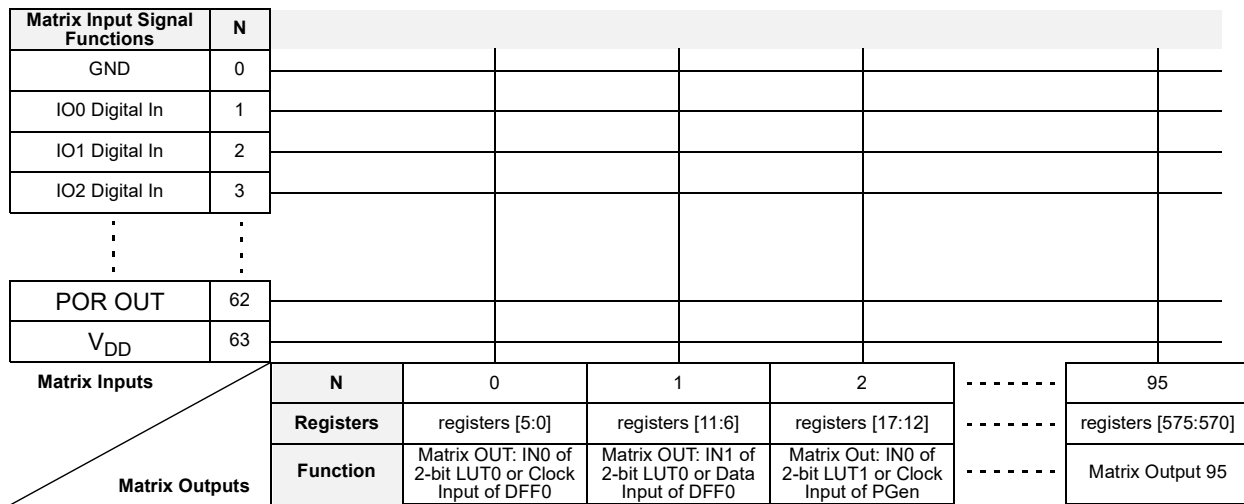 Matrix Input Signal
Functions
N
GND
0
IO0 Digital In
1
IO1 Digital In
2
IO2 Digital In
3
POR OUT
62
VDD
63
Matrix Inputs
Matrix Outputs
N
0
1
2
95
Registers
registers [5:0]
registers [11:6]
registers [17:12]
registers [575:570]
Function
Matrix OUT: IN0 of
2-bit LUT0 or Clock
Input of DFF0
Matrix OUT: IN1 of
2-bit LUT0 or Data
Input of DFF0
Matrix Out: IN0 of
2-bit LUT1 or Clock
Input of PGen
Matrix Output 95